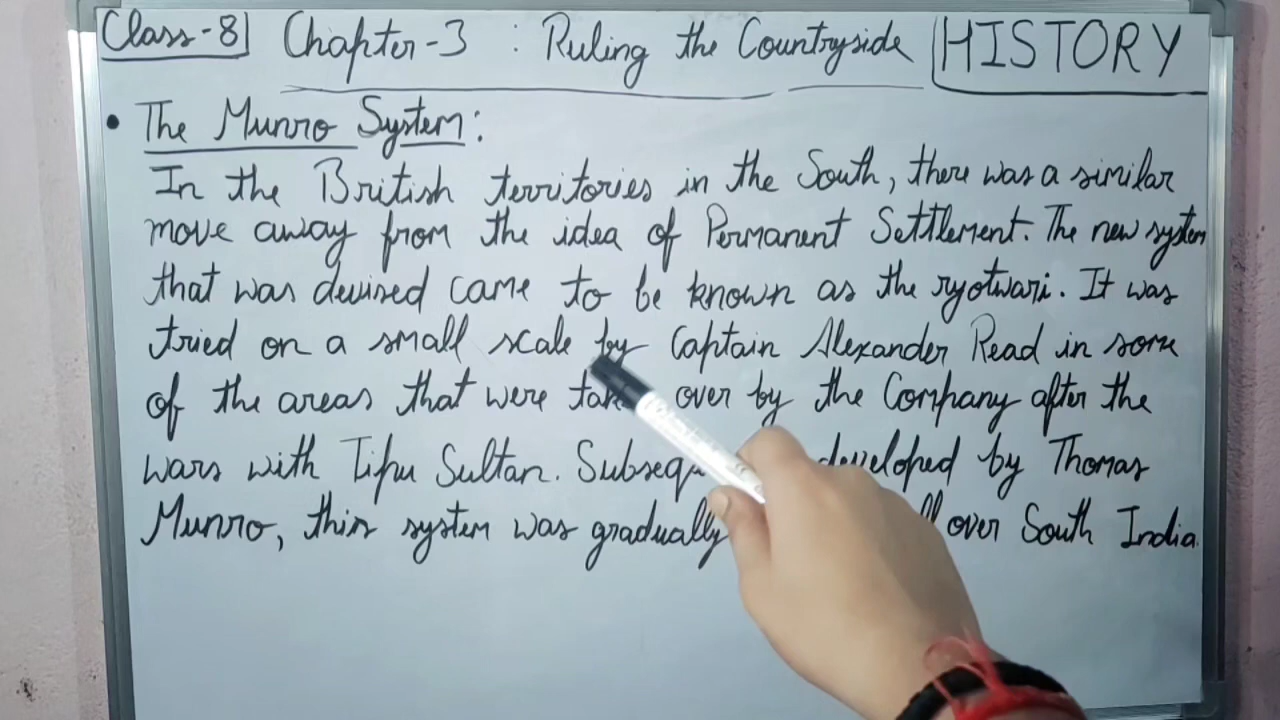 Class-8 Chapter-3 : Ruling the Countryside HISTORY
• The Munro System:
In the British territories in the South, there was a similar
move away from the idea of Permanent Settlement. The new system
that was devised came to be known as the ryotwari. It was
tried on a small scale by Captain Alexander Read in some
of the areas that were over by the Company after the
wars with Tipu Sultan. developed by Thomas
Munro, this system was gradually over South India.